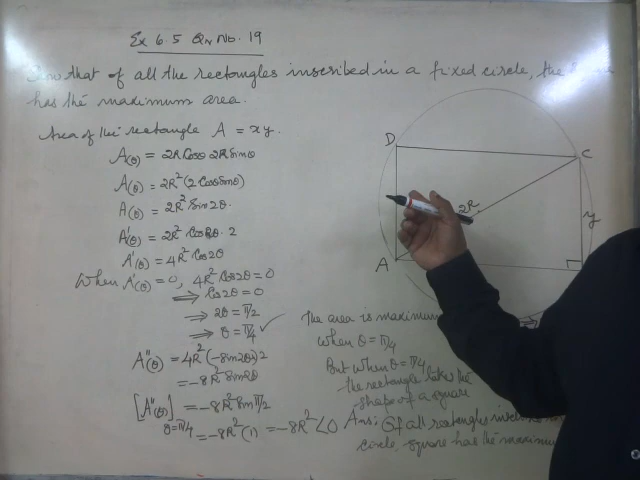 Ex 6.5 Qn No. 19
Show that of all the rectangles inscribed in a fixed circle, the
has the maximum area.
Area of the rectangle A = xy.
A(θ) = 2R Cosθ 2R Sinθ
A(θ) = 2R²(2 Cosθ Sinθ)
A(θ) = 2R² Sin2θ.
A'(θ) = 2R² Cos2θ. 2
A'(θ) = 4R² Cos2θ
When A'(θ) = 0, 4R² Cos2θ = 0
⇒ Cos2θ = 0
⇒ 2θ = π/2
⇒ θ = π/4 ✓
A''(θ) = 4R²(-Sin2θ)2
= -8R² Sin2θ
[A''(θ)] θ=π/4 = -8R² Sin π/2
= -8R²(1) = -8R² < 0
D
C
2R
y
A
The area is maximum
when θ = π/4
But when θ = π/4
the rectangle takes the
shape of a square
Ans: Of all rectangles
circle, square has the maximum